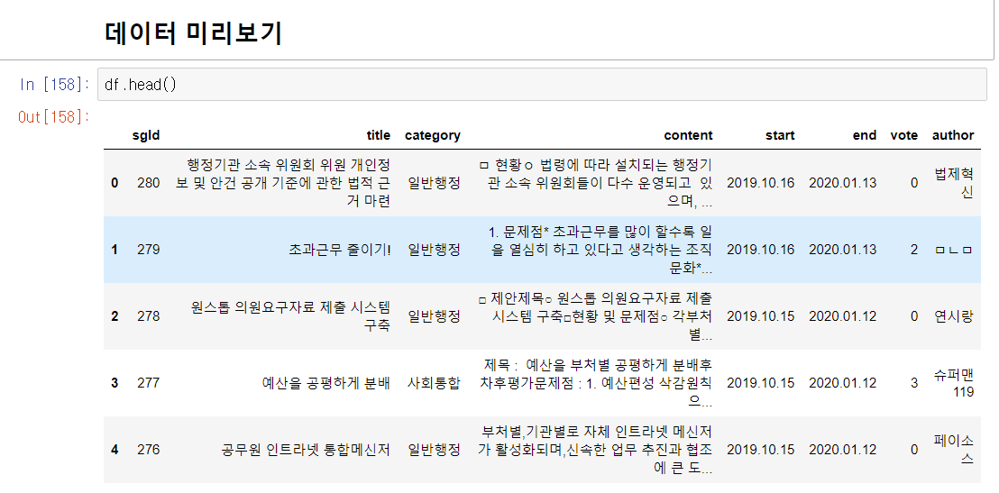 데이터 미리보기
In [158]: df.head()
Out[158]:
sgId title category content start end vote author
0 280 행정기관 소속 위원회 위원 개인정보 및 안건 공개 기준에 관한 법적 근거 마련 일반행정 ㅁ 현황ㅇ 법령에 따라 설치되는 행정기관 소속 위원회들이 다수 운영되고 있으며, ... 2019.10.16 2020.01.13 0 법제혁신
1 279 초과근무 줄이기! 일반행정 1. 문제점* 초과근무를 많이 할수록 일을 열심히 하고 있다고 생각하는 조직문화*... 2019.10.16 2020.01.13 2 ㅁㄴㅁ
2 278 원스톱 의원요구자료 제출 시스템 구축 일반행정 □ 제안제목○ 원스톱 의원요구자료 제출 시스템 구축□현황 및 문제점○ 각부처별... 2019.10.15 2020.01.12 0 연시랑
3 277 예산을 공평하게 분배 사회통합 제목 : 예산을 부처별 공평하게 분배후 차후평가문제점 : 1. 예산편성 삭감원칙으... 2019.10.15 2020.01.12 3 슈퍼맨119
4 276 공무원 인트라넷 통합메신저 일반행정 부처별,기관별로 자체 인트라넷 메신저가 활성화되며,신속한 업무 추진과 협조에 큰 도... 2019.10.15 2020.01.12 0 페이소스